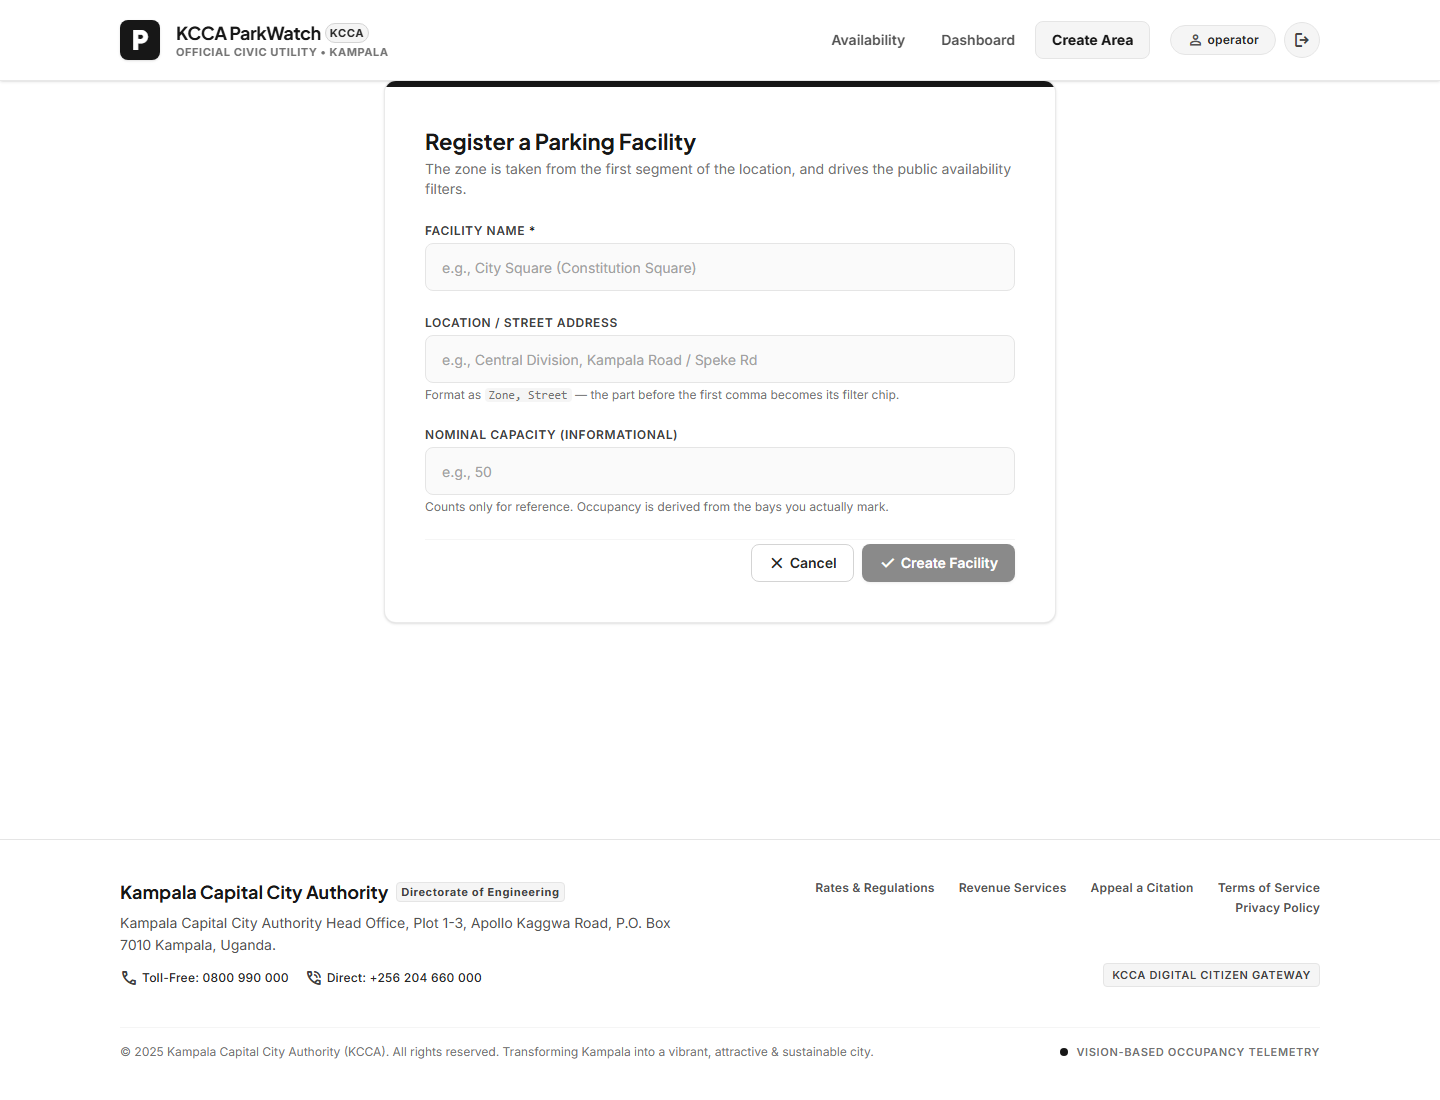 P
KCCA ParkWatch KCCA
OFFICIAL CIVIC UTILITY • KAMPALA
Availability
Dashboard
Create Area
operator
Register a Parking Facility
The zone is taken from the first segment of the location, and drives the public availability
filters.
FACILITY NAME *
e.g., City Square (Constitution Square)
LOCATION / STREET ADDRESS
e.g., Central Division, Kampala Road / Speke Rd
Format as Zone, Street — the part before the first comma becomes its filter chip.
NOMINAL CAPACITY (INFORMATIONAL)
e.g., 50
Counts only for reference. Occupancy is derived from the bays you actually mark.
Cancel
Create Facility
Kampala Capital City Authority Directorate of Engineering
Kampala Capital City Authority Head Office, Plot 1-3, Apollo Kaggwa Road, P.O. Box
7010 Kampala, Uganda.
Toll-Free: 0800 990 000 Direct: +256 204 660 000
Rates & Regulations Revenue Services Appeal a Citation Terms of Service
Privacy Policy
KCCA DIGITAL CITIZEN GATEWAY
© 2025 Kampala Capital City Authority (KCCA). All rights reserved. Transforming Kampala into a vibrant, attractive & sustainable city.
VISION-BASED OCCUPANCY TELEMETRY